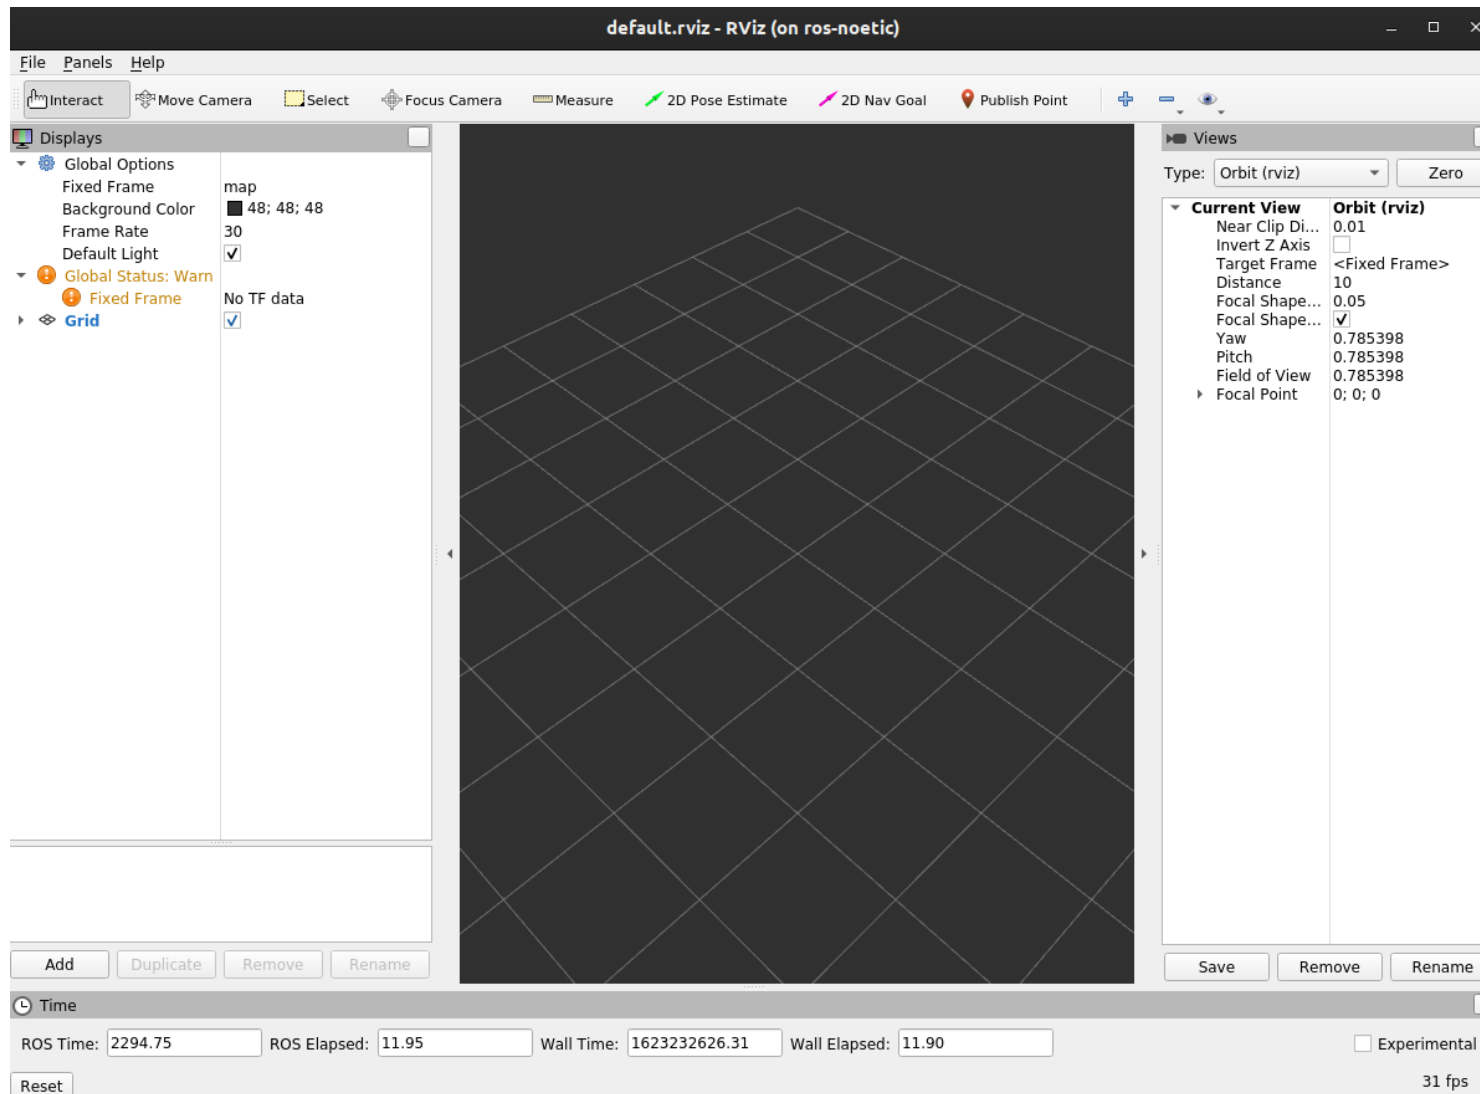 default.rviz - RViz (on ros-noetic)
File Panels Help
Interact Move Camera Select Focus Camera Measure 2D Pose Estimate 2D Nav Goal Publish Point
Displays
Global Options
Fixed Frame map
Background Color 48; 48; 48
Frame Rate 30
Default Light
Global Status: Warn
Fixed Frame No TF data
Grid
Add Duplicate Remove Rename
Views
Type: Orbit (rviz) Zero
Current View Orbit (rviz)
Near Clip Di... 0.01
Invert Z Axis
Target Frame <Fixed Frame>
Distance 10
Focal Shape... 0.05
Focal Shape...
Yaw 0.785398
Pitch 0.785398
Field of View 0.785398
Focal Point 0; 0; 0
Save Remove Rename
Time
ROS Time: 2294.75 ROS Elapsed: 11.95 Wall Time: 1623232626.31 Wall Elapsed: 11.90 Experimental
Reset 31 fps